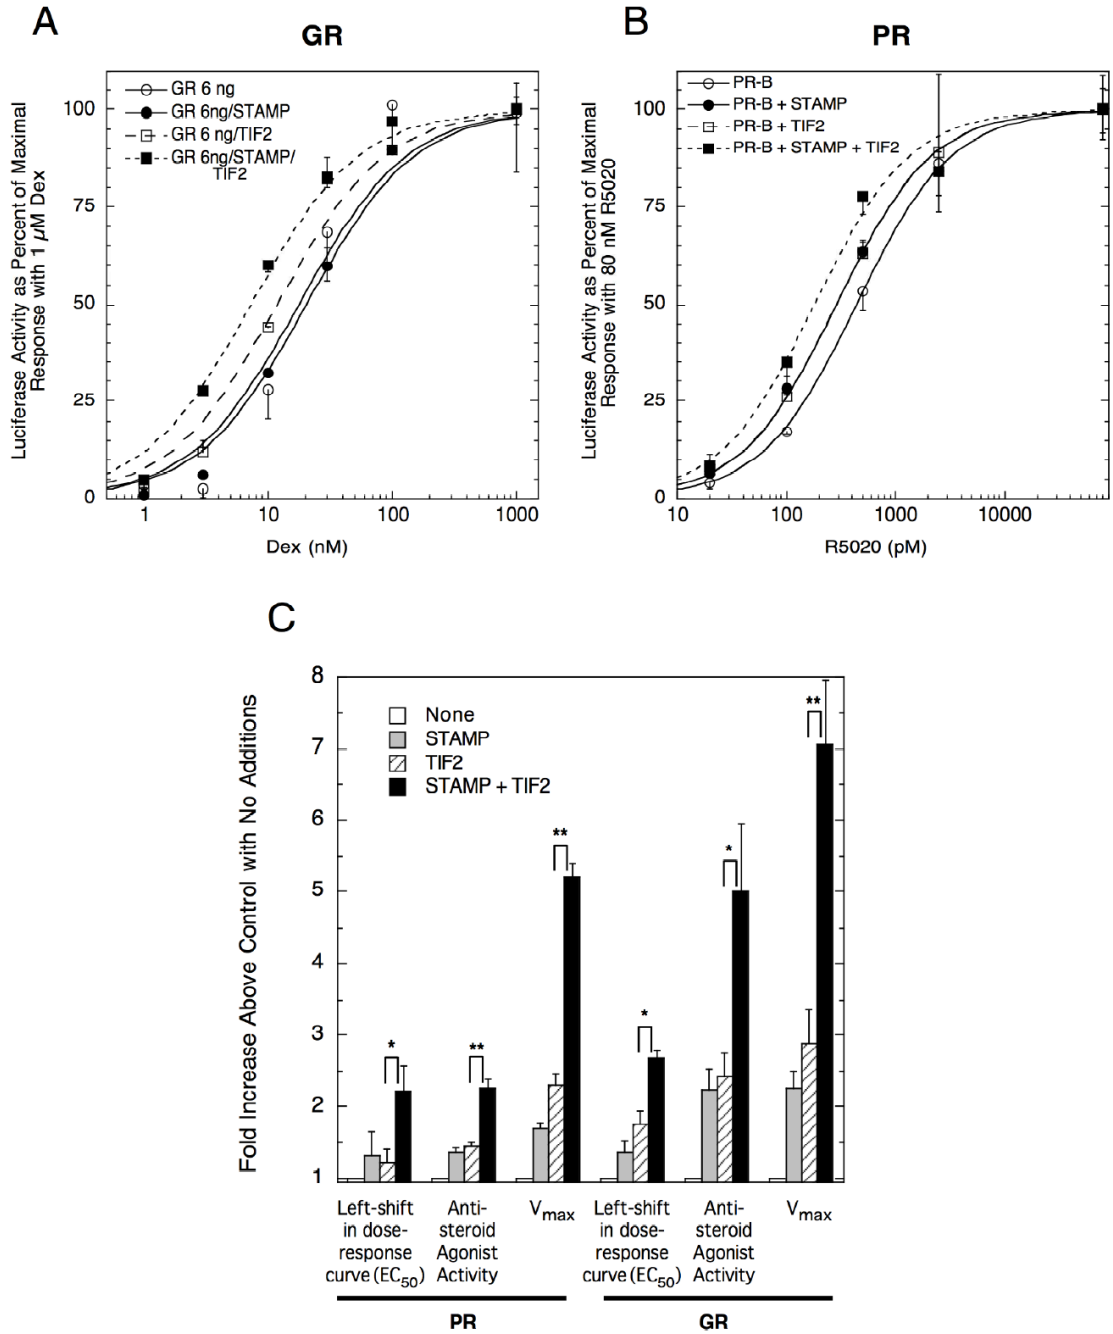 A
GR
Luciferase Activity as Percent of Maximal
Response with 1 µM Dex
GR 6 ng
GR 6ng/STAMP
GR 6 ng/TIF2
GR 6ng/STAMP/
TIF2
100
75
50
25
0
1
10
100
1000
Dex (nM)
B
PR
Luciferase Activity as Percent of Maximal
Response with 80 nM R5020
PR-B
PR-B + STAMP
PR-B + TIF2
PR-B + STAMP + TIF2
100
75
50
25
0
10
100
1000
10000
R5020 (pM)
C
Fold Increase Above Control with No Additions
8
7
6
5
4
3
2
1
None
STAMP
TIF2
STAMP + TIF2
*
**
**
*
*
**
Left-shift
in dose-
response
curve (EC50)
Anti-
steroid
Agonist
Activity
Vmax
Left-shift
in dose-
response
curve (EC50)
Anti-
steroid
Agonist
Activity
Vmax
PR
GR